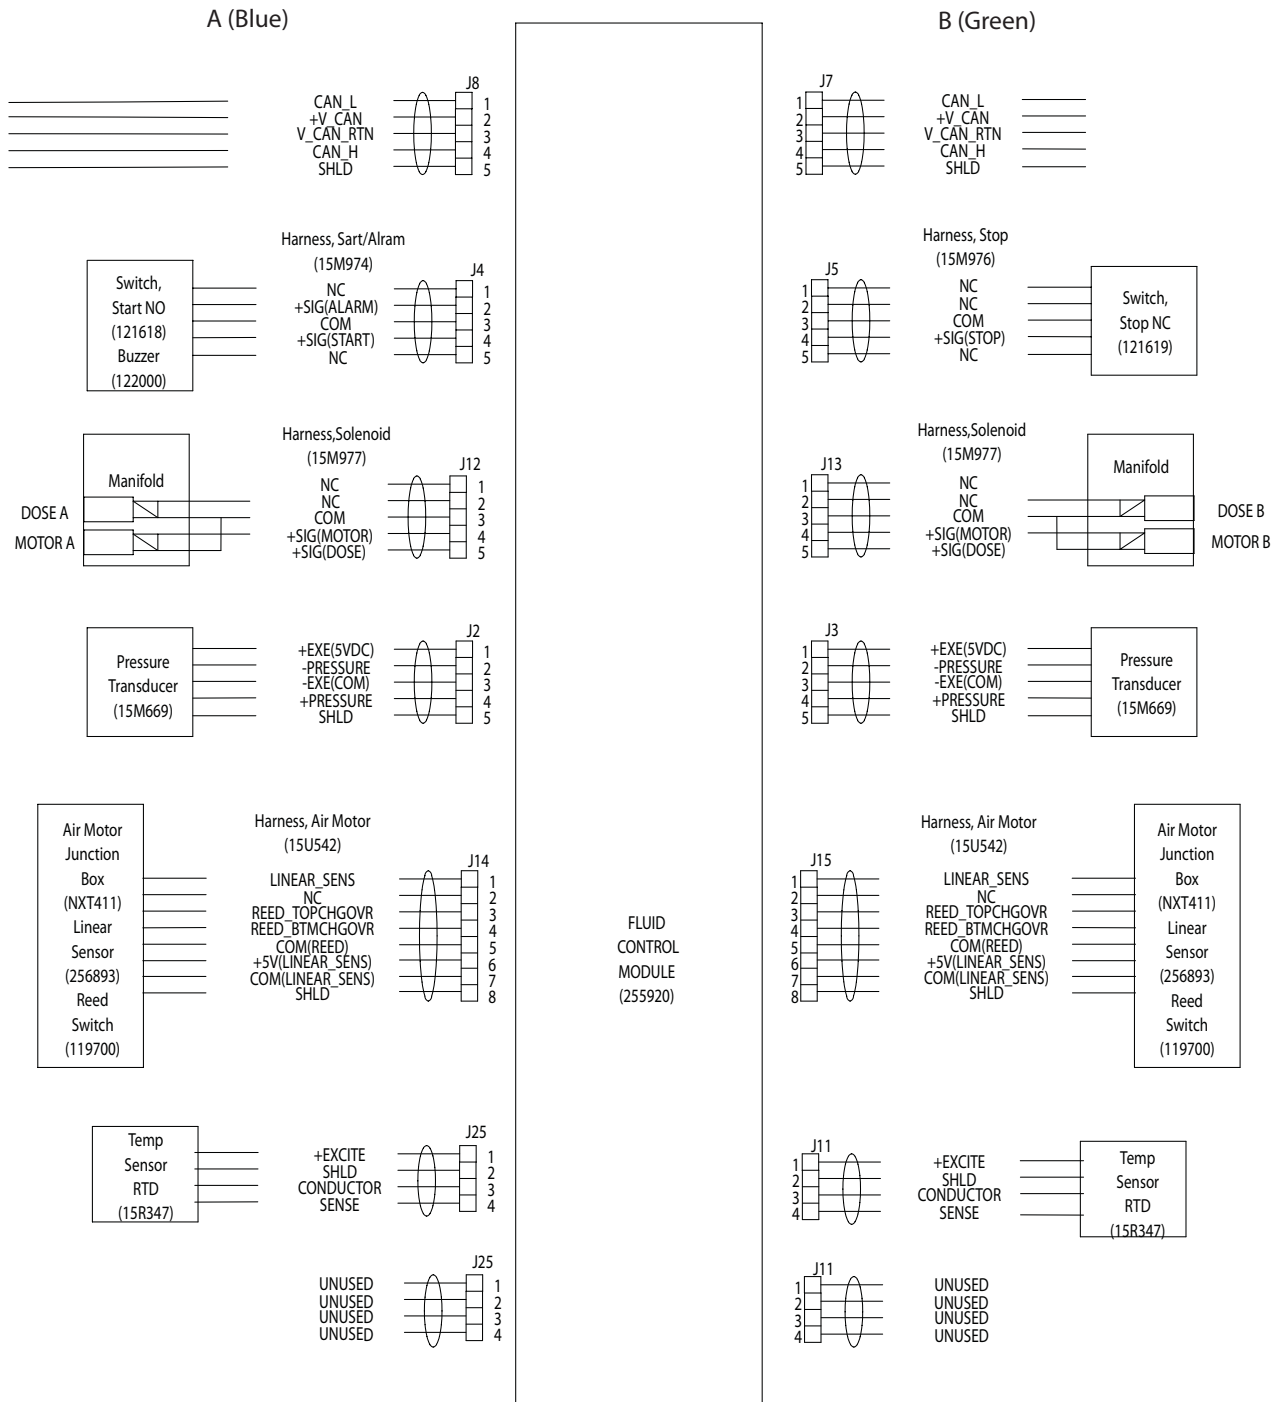 A (Blue)
B (Green)
J8
CAN_L
+V_CAN
V_CAN_RTN
CAN_H
SHLD
1
2
3
4
5
J7
1
2
3
4
5
CAN_L
+V_CAN
V_CAN_RTN
CAN_H
SHLD
Harness, Sart/Alram
(15M974)
J4
Switch,
Start NO
(121618)
Buzzer
(122000)
NC
+SIG(ALARM)
COM
+SIG(START)
NC
1
2
3
4
5
Harness, Stop
(15M976)
J5
1
2
3
4
5
NC
NC
COM
+SIG(STOP)
NC
Switch,
Stop NC
(121619)
Harness,Solenoid
(15M977)
J12
Manifold
DOSE A
MOTOR A
NC
NC
COM
+SIG(MOTOR)
+SIG(DOSE)
1
2
3
4
5
Harness,Solenoid
(15M977)
J13
1
2
3
4
5
NC
NC
COM
+SIG(MOTOR)
+SIG(DOSE)
Manifold
DOSE B
MOTOR B
J2
Pressure
Transducer
(15M669)
+EXE(5VDC)
-PRESSURE
-EXE(COM)
+PRESSURE
SHLD
1
2
3
4
5
J3
1
2
3
4
5
+EXE(5VDC)
-PRESSURE
-EXE(COM)
+PRESSURE
SHLD
Pressure
Transducer
(15M669)
Harness, Air Motor
(15U542)
J14
Air Motor
Junction
Box
(NXT411)
Linear
Sensor
(256893)
Reed
Switch
(119700)
LINEAR_SENS
NC
REED_TOPCHGOVR
REED_BTMCHGOVR
COM(REED)
+5V(LINEAR_SENS)
COM(LINEAR_SENS)
SHLD
1
2
3
4
5
6
7
8
FLUID
CONTROL
MODULE
(255920)
Harness, Air Motor
(15U542)
J15
1
2
3
4
5
6
7
8
LINEAR_SENS
NC
REED_TOPCHGOVR
REED_BTMCHGOVR
COM(REED)
+5V(LINEAR_SENS)
COM(LINEAR_SENS)
SHLD
Air Motor
Junction
Box
(NXT411)
Linear
Sensor
(256893)
Reed
Switch
(119700)
J25
Temp
Sensor
RTD
(15R347)
+EXCITE
SHLD
CONDUCTOR
SENSE
1
2
3
4
J11
1
2
3
4
+EXCITE
SHLD
CONDUCTOR
SENSE
Temp
Sensor
RTD
(15R347)
J25
UNUSED
UNUSED
UNUSED
UNUSED
1
2
3
4
J11
1
2
3
4
UNUSED
UNUSED
UNUSED
UNUSED